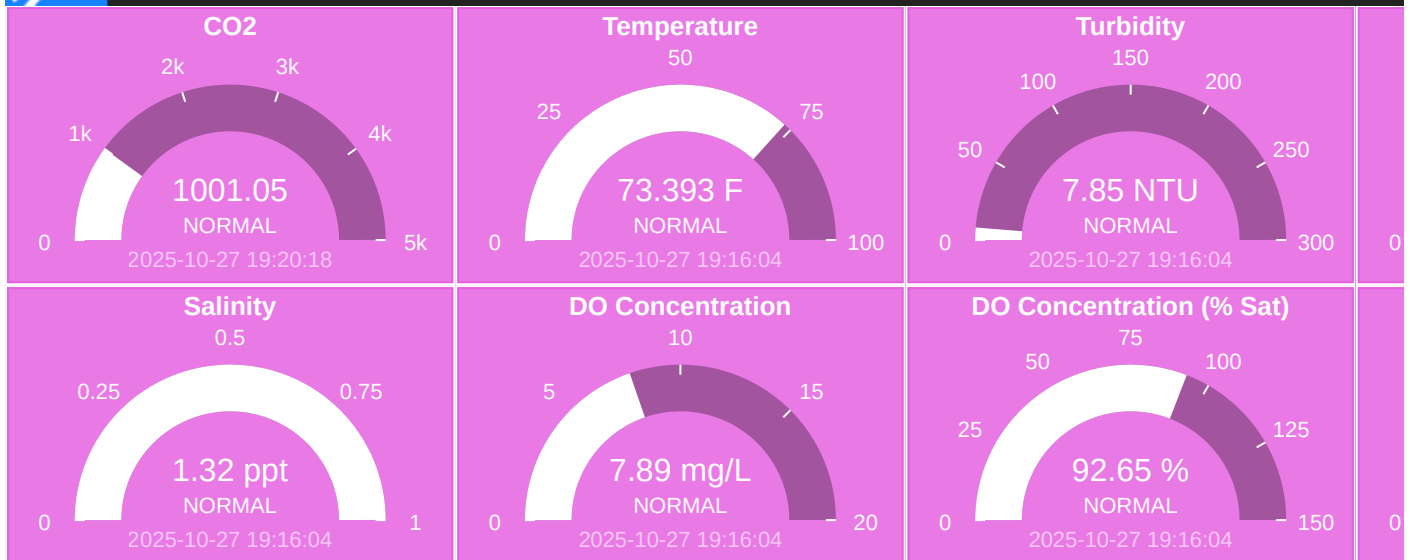 CO2
0
1k
2k
3k
4k
5k
1001.05
NORMAL
2025-10-27 19:20:18
Temperature
0
25
50
75
100
73.393 F
NORMAL
2025-10-27 19:16:04
Turbidity
0
50
100
150
200
250
300
7.85 NTU
NORMAL
2025-10-27 19:16:04
0
Salinity
0
0.25
0.5
0.75
1
1.32 ppt
NORMAL
2025-10-27 19:16:04
DO Concentration
0
5
10
15
20
7.89 mg/L
NORMAL
2025-10-27 19:16:04
DO Concentration (% Sat)
0
25
50
75
100
125
150
92.65 %
NORMAL
2025-10-27 19:16:04
0